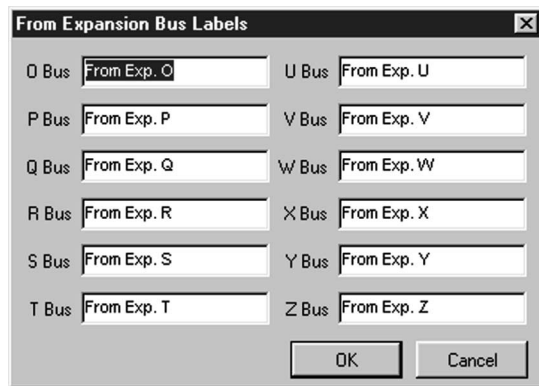 From Expansion Bus Labels
O Bus From Exp. O U Bus From Exp. U
P Bus From Exp. P V Bus From Exp. V
Q Bus From Exp. Q W Bus From Exp. W
R Bus From Exp. R X Bus From Exp. X
S Bus From Exp. S Y Bus From Exp. Y
T Bus From Exp. T Z Bus From Exp. Z
OK Cancel